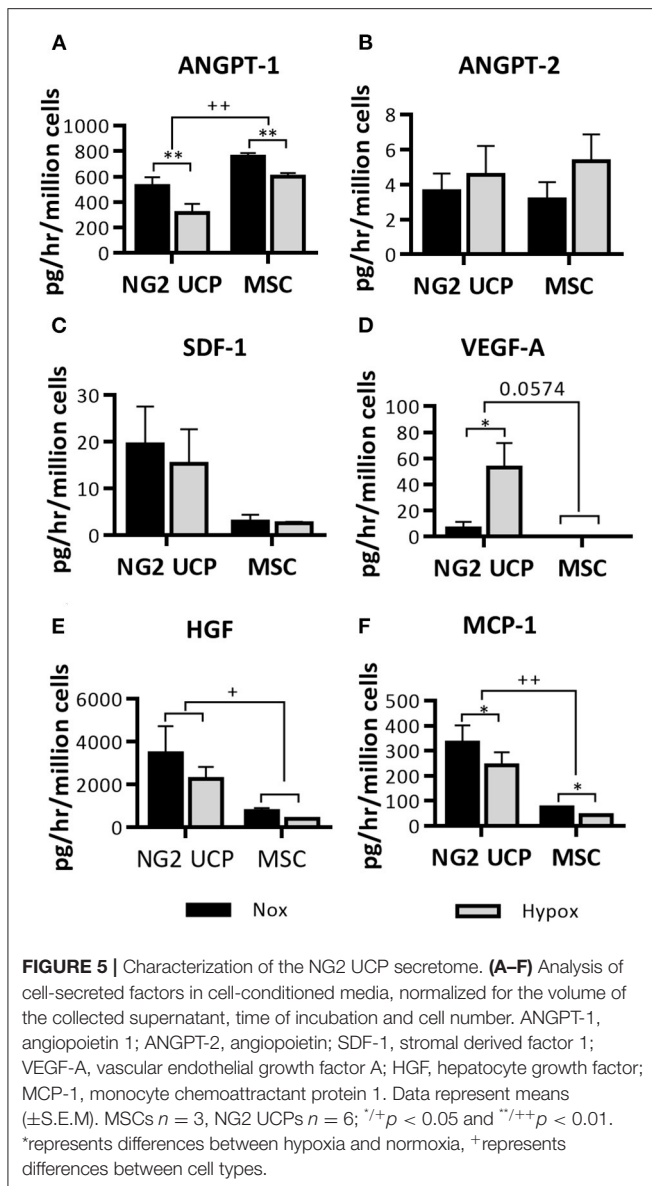 A
ANGPT-1
pg/hr/million cells
1000
800
600
400
200
0
++
**
**
NG2 UCP MSC
B
ANGPT-2
8
6
4
2
0
NG2 UCP MSC
C
SDF-1
pg/hr/million cells
30
20
10
0
NG2 UCP MSC
D
VEGF-A
pg/hr/million cells
100
80
60
40
20
0
0.0574
*
NG2 UCP MSC
E
HGF
pg/hr/million cells
6000
4000
2000
0
+
NG2 UCP MSC
F
MCP-1
pg/hr/million cells
500
400
300
200
100
0
++
*
*
NG2 UCP MSC
Nox Hypox
FIGURE 5 | Characterization of the NG2 UCP secretome. (A–F) Analysis of
cell-secreted factors in cell-conditioned media, normalized for the volume of
the collected supernatant, time of incubation and cell number. ANGPT-1,
angiopoietin 1; ANGPT-2, angiopoietin; SDF-1, stromal derived factor 1;
VEGF-A, vascular endothelial growth factor A; HGF, hepatocyte growth factor;
MCP-1, monocyte chemoattractant protein 1. Data represent means
(±S.E.M). MSCs n = 3, NG2 UCPs n = 6; */+p < 0.05 and **/++p < 0.01.
*represents differences between hypoxia and normoxia, +represents
differences between cell types.